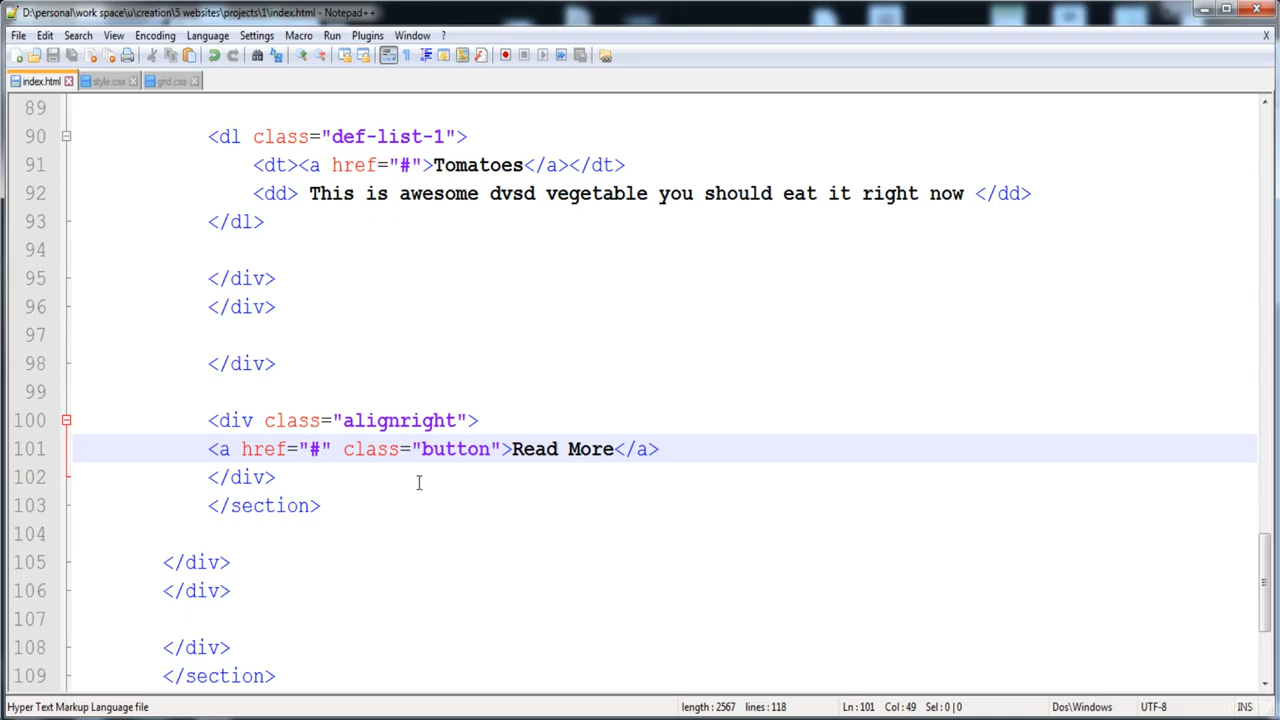 D:\personal\work space\u\creation\5 websites\projects\1\index.html - Notepad++
File Edit Search View Encoding Language Settings Macro Run Plugins Window ? X
index.html style.css grid.css
89
90 <dl class="def-list-1">
91 <dt><a href="#">Tomatoes</a></dt>
92 <dd> This is awesome dvsd vegetable you should eat it right now </dd>
93 </dl>
94
95 </div>
96 </div>
97
98 </div>
99
100 <div class="alignright">
101 <a href="#" class="button">Read More</a>
102 </div>
103 </section>
104
105 </div>
106 </div>
107
108 </div>
109 </section>
Hyper Text Markup Language file length : 2567 lines : 118 Ln : 101 Col : 49 Sel : 0 | 0 Dos\Windows UTF-8 INS